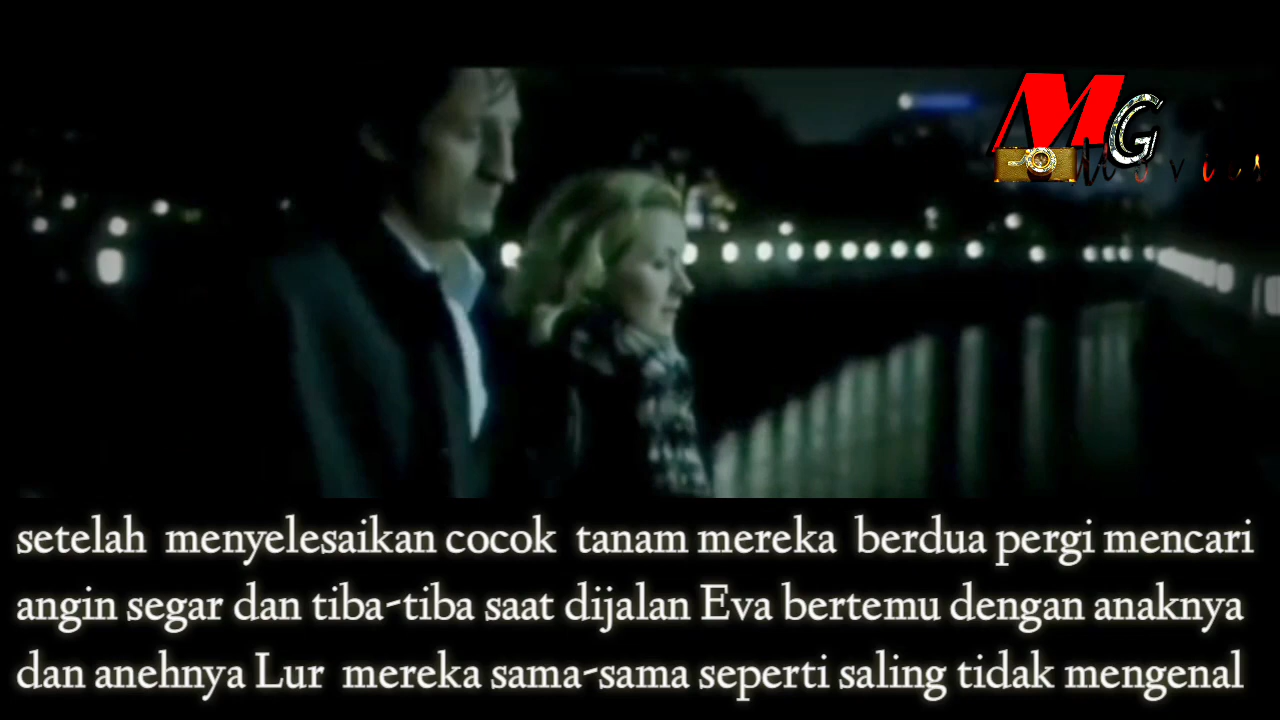 MG
Movies
setelah menyelesaikan cocok tanam mereka berdua pergi mencari
angin segar dan tiba-tiba saat dijalan Eva bertemu dengan anaknya
dan anehnya Lur mereka sama-sama seperti saling tidak mengenal